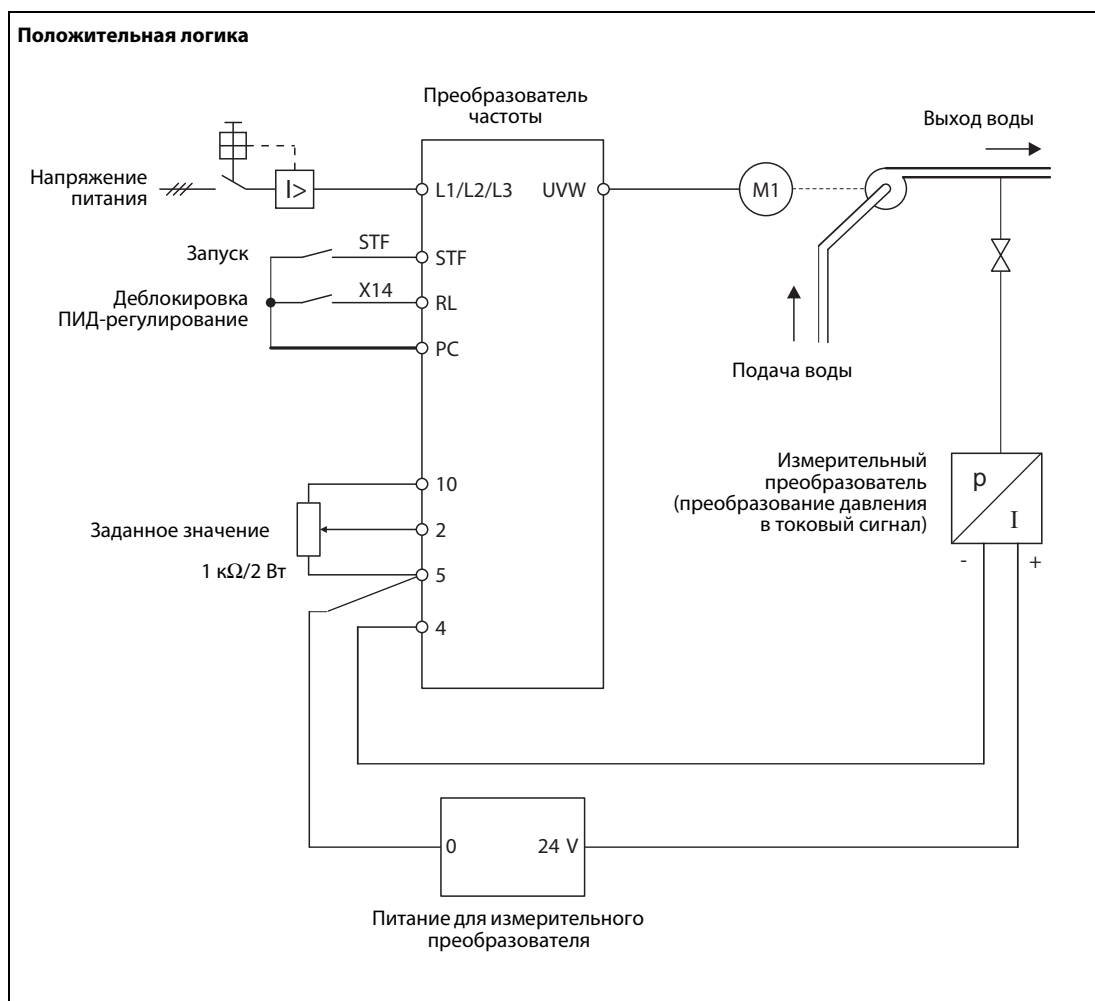 Положительная логика
Преобразователь
частоты
Выход воды
Напряжение
питания
I>
L1/L2/L3
UVW
M1
Запуск
STF
STF
Деблокировка
ПИД-регулирование
X14
RL
PC
Подача воды
Измерительный
преобразователь
(преобразование давления
в токовый сигнал)
p
I
- +
10
Заданное значение
2
1 кΩ/2 Вт
5
4
0
24 V
Питание для измерительного
преобразователя